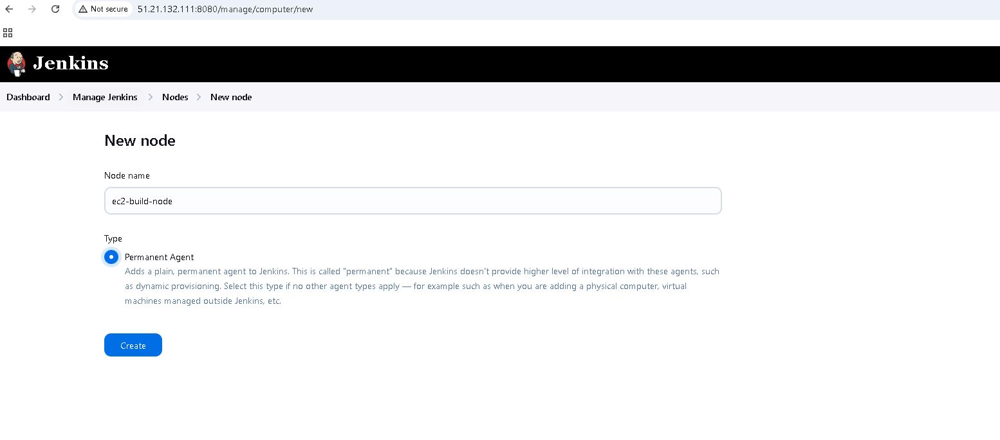 Not secure 51.21.132.111:8080/manage/computer/new
Jenkins
Dashboard Manage Jenkins Nodes New node
New node
Node name
ec2-build-node
Type
Permanent Agent
Adds a plain, permanent agent to Jenkins. This is called "permanent" because Jenkins doesn't provide higher level of integration with these agents, such
as dynamic provisioning. Select this type if no other agent types apply — for example such as when you are adding a physical computer, virtual
machines managed outside Jenkins, etc.
Create